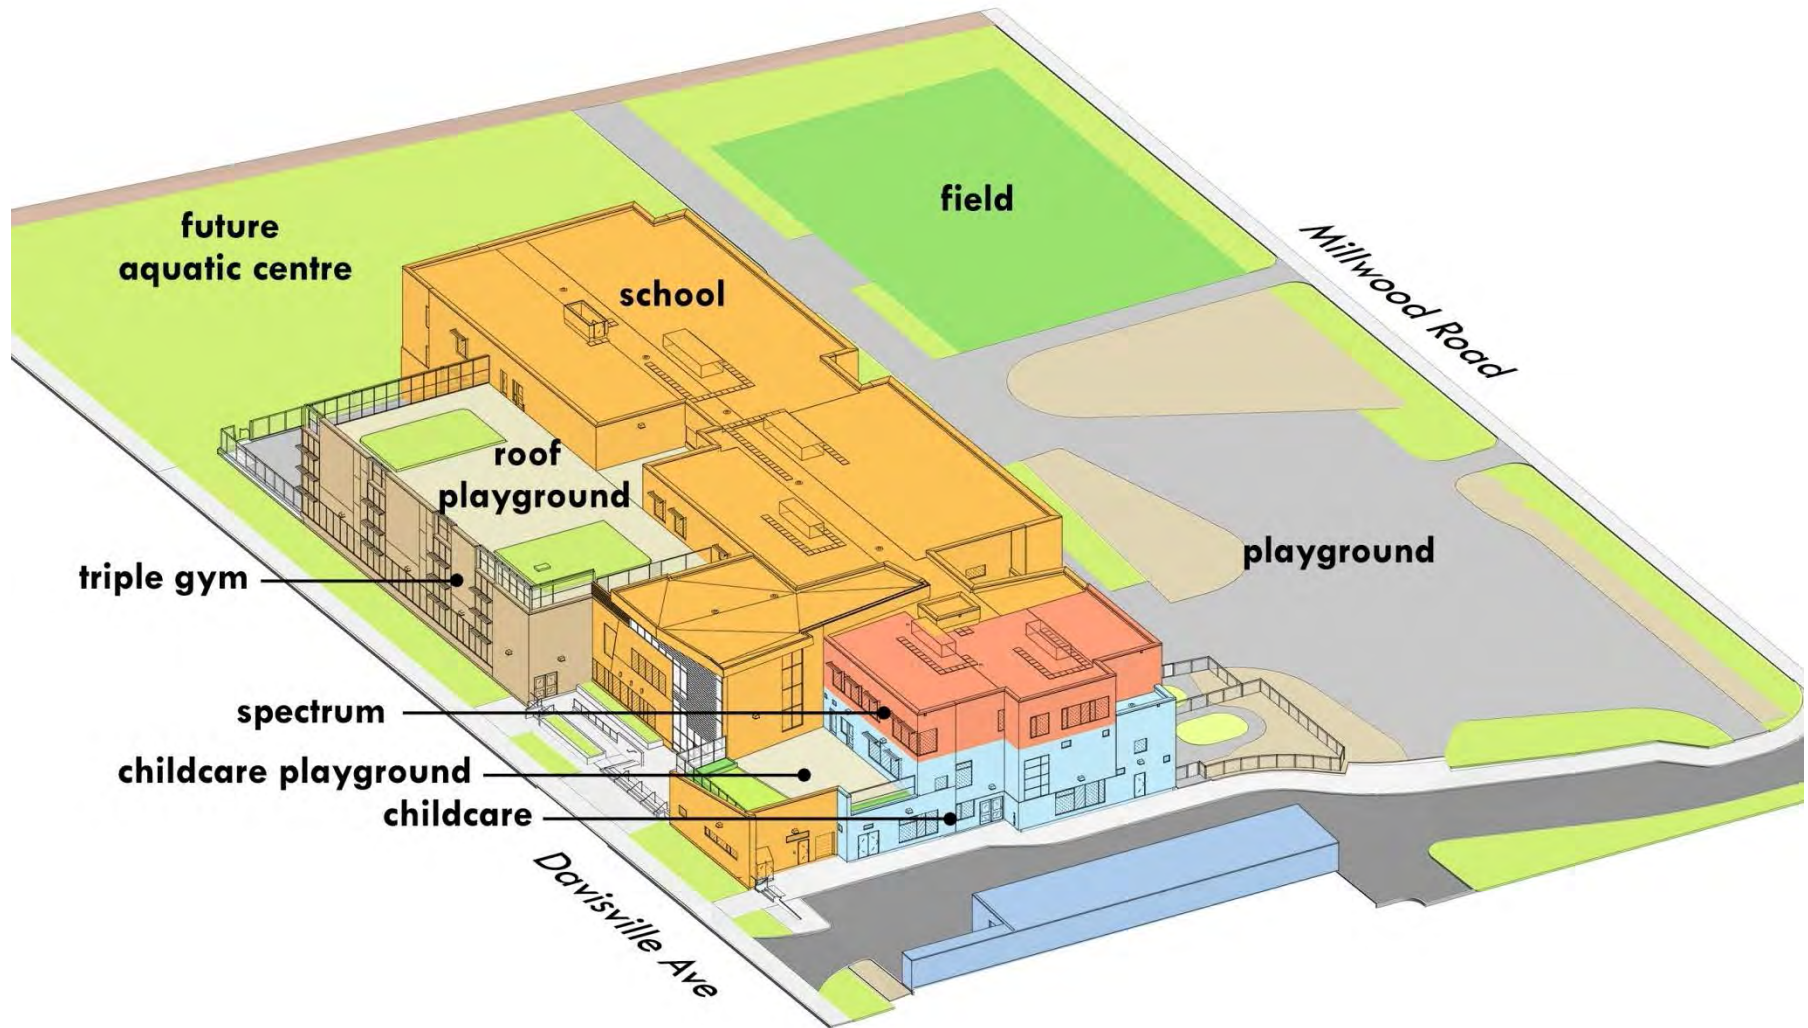 field
future
aquatic centre
Millwood Road
school
roof
playground
playground
triple gym
spectrum
childcare playground
childcare
Davisville Ave